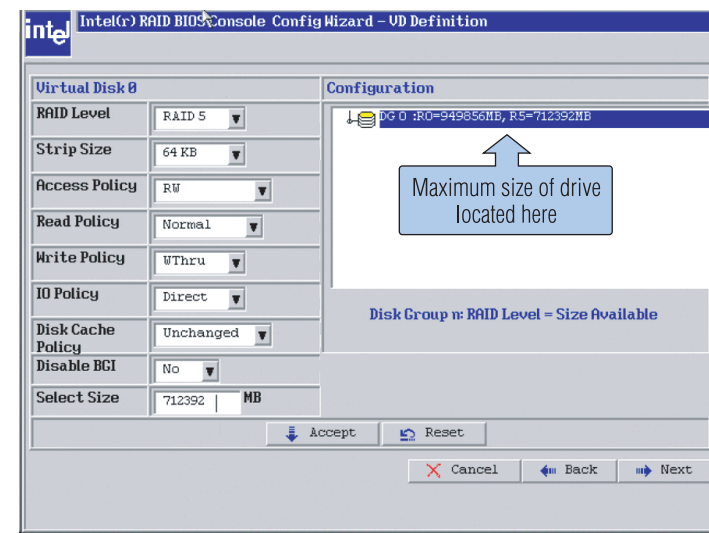 intel
Intel(r) RAID BIOS Console Config Wizard – VD Definition
Virtual Disk 0
RAID Level
RAID 5
Strip Size
64 KB
Access Policy
RW
Read Policy
Normal
Write Policy
WThru
IO Policy
Direct
Disk Cache
Policy
Unchanged
Disable BGI
No
Select Size
712392
MB
Configuration
DG 0 :R0=949856MB, R5=712392MB
Maximum size of drive
located here
Disk Group n: RAID Level = Size Available
Accept
Reset
Cancel
Back
Next